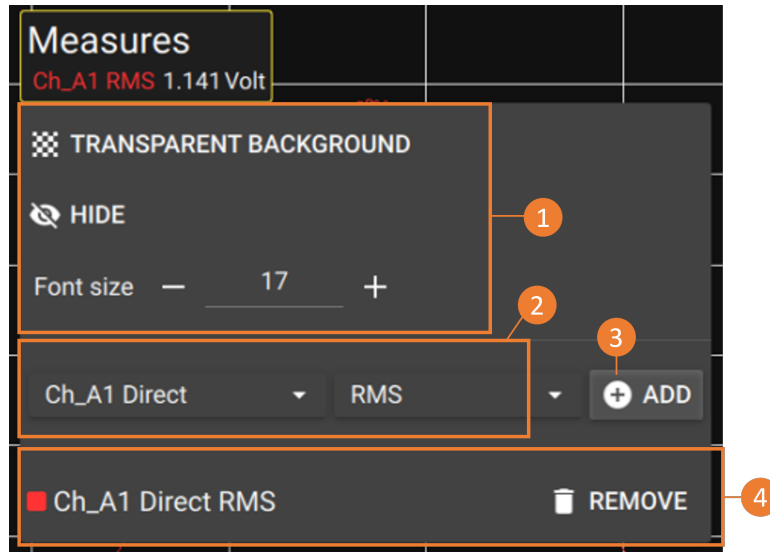 Measures
Ch_A1 RMS 1.141 Volt
TRANSPARENT BACKGROUND
HIDE
1
Font size — 17 +
2
3
Ch_A1 Direct RMS ADD
Ch_A1 Direct RMS REMOVE
4